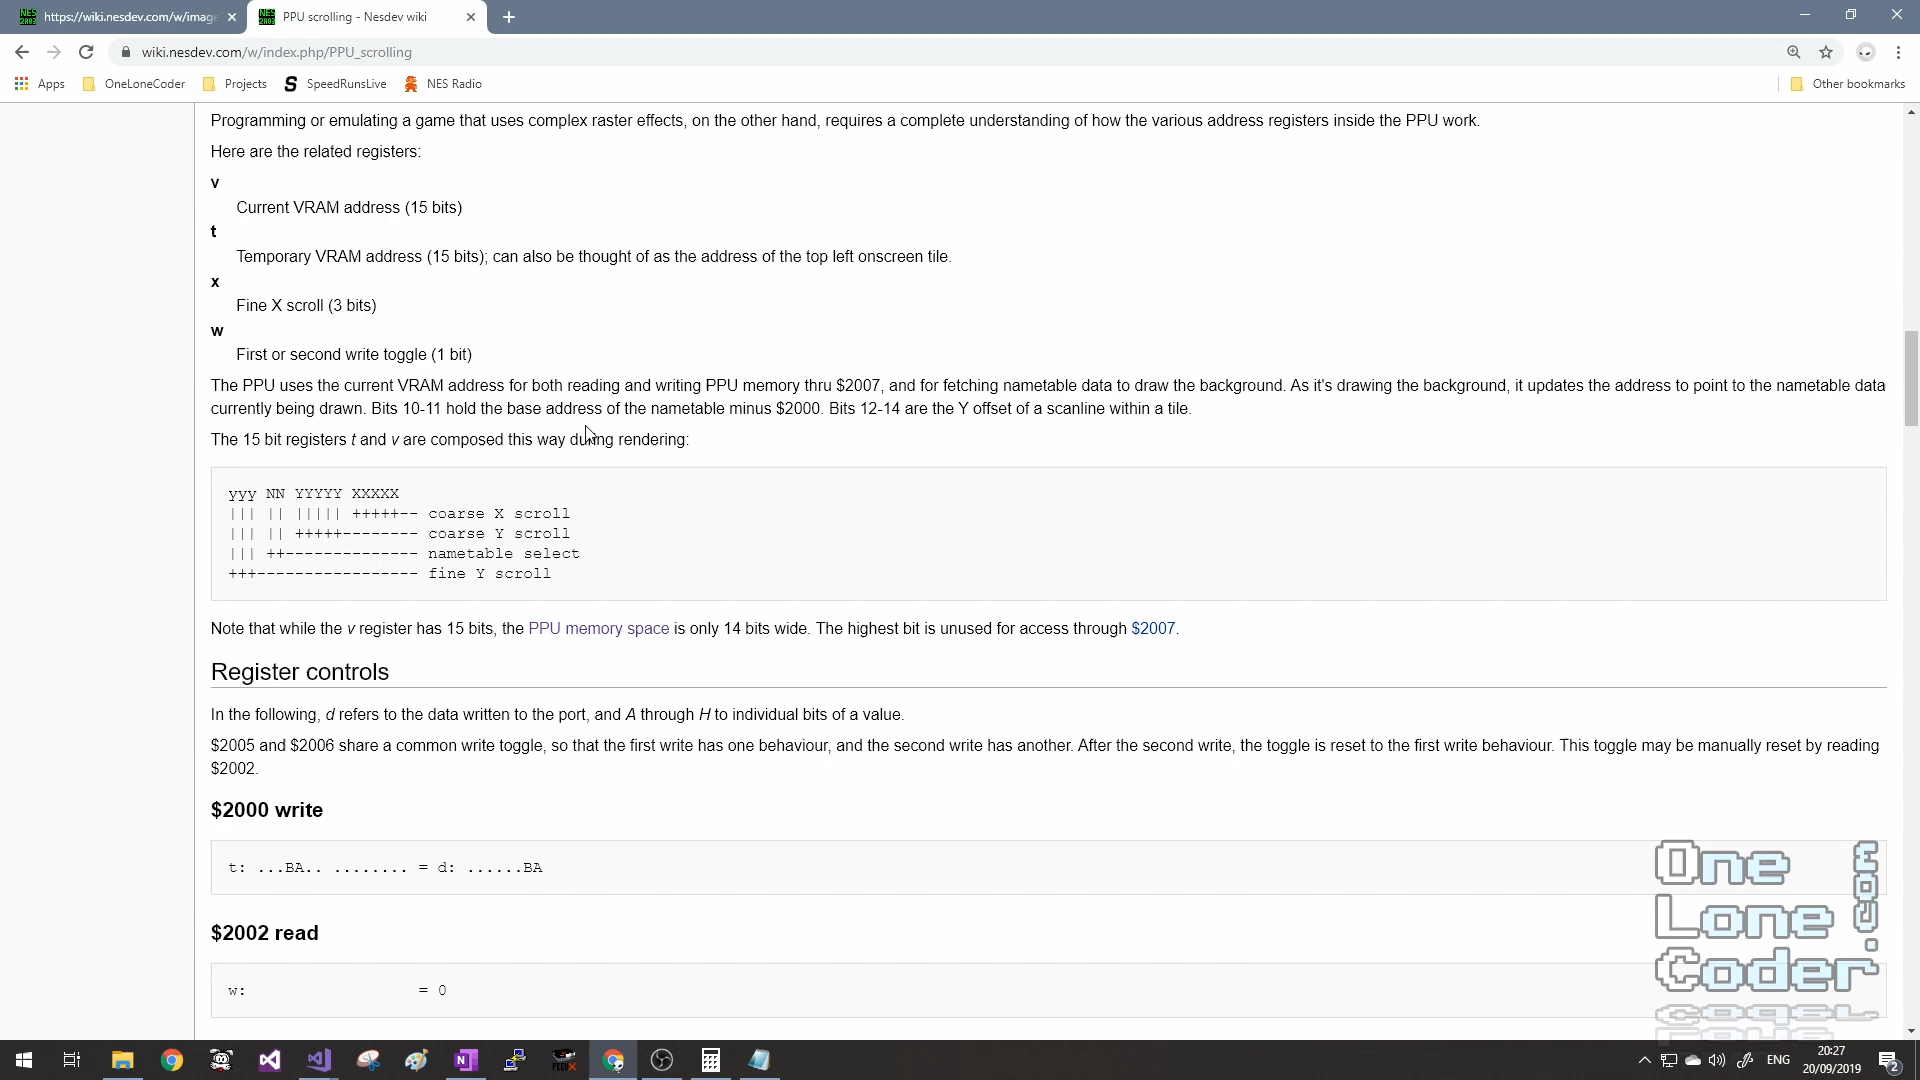 https://wiki.nesdev.com/w/image
PPU scrolling - Nesdev wiki
wiki.nesdev.com/w/index.php/PPU_scrolling
Apps
OneLoneCoder
Projects
SpeedRunsLive
NES Radio
Other bookmarks
Programming or emulating a game that uses complex raster effects, on the other hand, requires a complete understanding of how the various address registers inside the PPU work.
Here are the related registers:
v
Current VRAM address (15 bits)
t
Temporary VRAM address (15 bits); can also be thought of as the address of the top left onscreen tile.
x
Fine X scroll (3 bits)
w
First or second write toggle (1 bit)
The PPU uses the current VRAM address for both reading and writing PPU memory thru $2007, and for fetching nametable data to draw the background. As it's drawing the background, it updates the address to point to the nametable data
currently being drawn. Bits 10-11 hold the base address of the nametable minus $2000. Bits 12-14 are the Y offset of a scanline within a tile.
The 15 bit registers t and v are composed this way during rendering:
yyy NN YYYYY XXXXX
||| || ||||| +++++-- coarse X scroll
||| || +++++-------- coarse Y scroll
||| ++-------------- nametable select
+++----------------- fine Y scroll
Note that while the v register has 15 bits, the PPU memory space is only 14 bits wide. The highest bit is unused for access through $2007.
Register controls
In the following, d refers to the data written to the port, and A through H to individual bits of a value.
$2005 and $2006 share a common write toggle, so that the first write has one behaviour, and the second write has another. After the second write, the toggle is reset to the first write behaviour. This toggle may be manually reset by reading
$2002.
$2000 write
t: ...BA.. ........ = d: ......BA
$2002 read
w:                  = 0
One
Lone
Coder
.com
ENG
20:27
20/09/2019
2